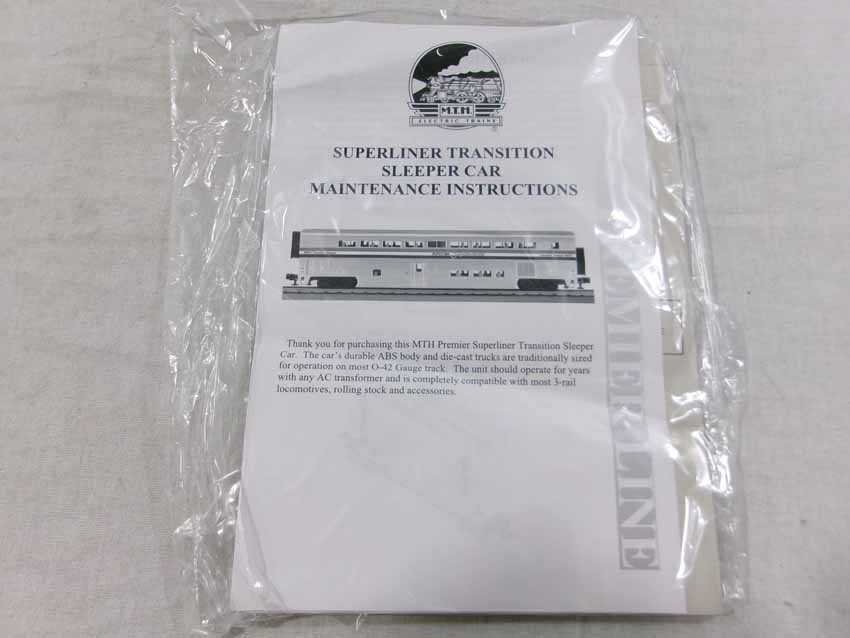 M.T.H.
ELECTRIC TRAINS
®
SUPERLINER TRANSITION
SLEEPER CAR
MAINTENANCE INSTRUCTIONS
Thank you for purchasing this MTH Premier Superliner Transition Sleeper
Car. The car's durable ABS body and die-cast trucks are traditionally sized
for operation on most O-42 Gauge track. The unit should operate for years
with any AC transformer and is completely compatible with most 3-rail
locomotives, rolling stock and accessories.
EMIER LINE